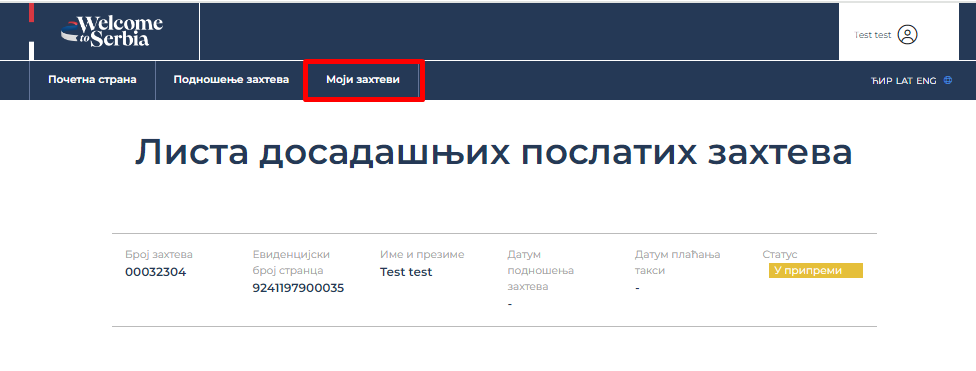 Welcome
to Serbia
Test test
Почетна страна
Подношење захтева
Моји захтеви
ЋИР LAT ENG
Листа досадашњих послатих захтева
Број захтева
00032304
Евиденцијски
број странца
9241197900035
Име и презиме
Test test
Датум
подношења
захтева
-
Датум плаћања
такси
-
Статус
У припреми